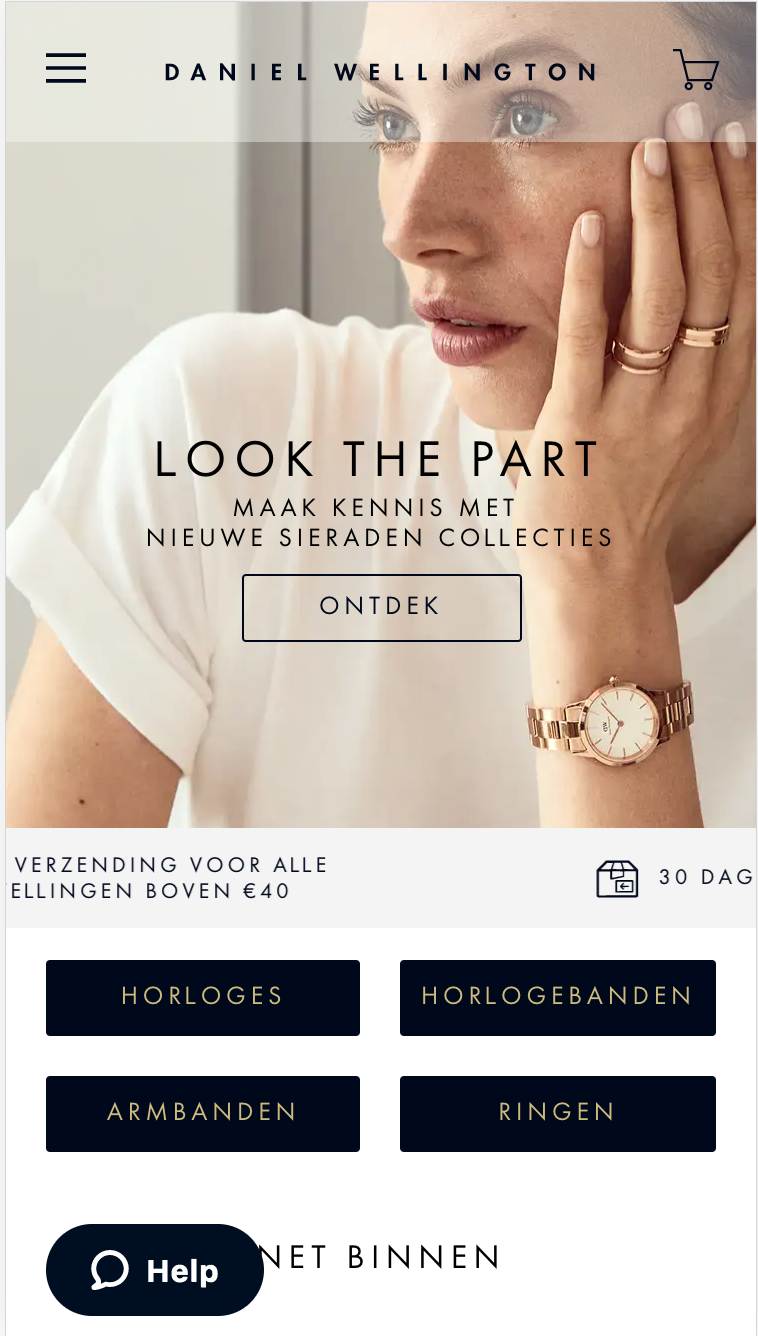 DANIEL WELLINGTON
LOOK THE PART
MAAK KENNIS MET
NIEUWE SIERADEN COLLECTIES
ONTDEK
VERZENDING VOOR ALLE
ELLINGEN BOVEN €40
30 DAG
HORLOGES
HORLOGEBANDEN
ARMBANDEN
RINGEN
NET BINNEN
Help